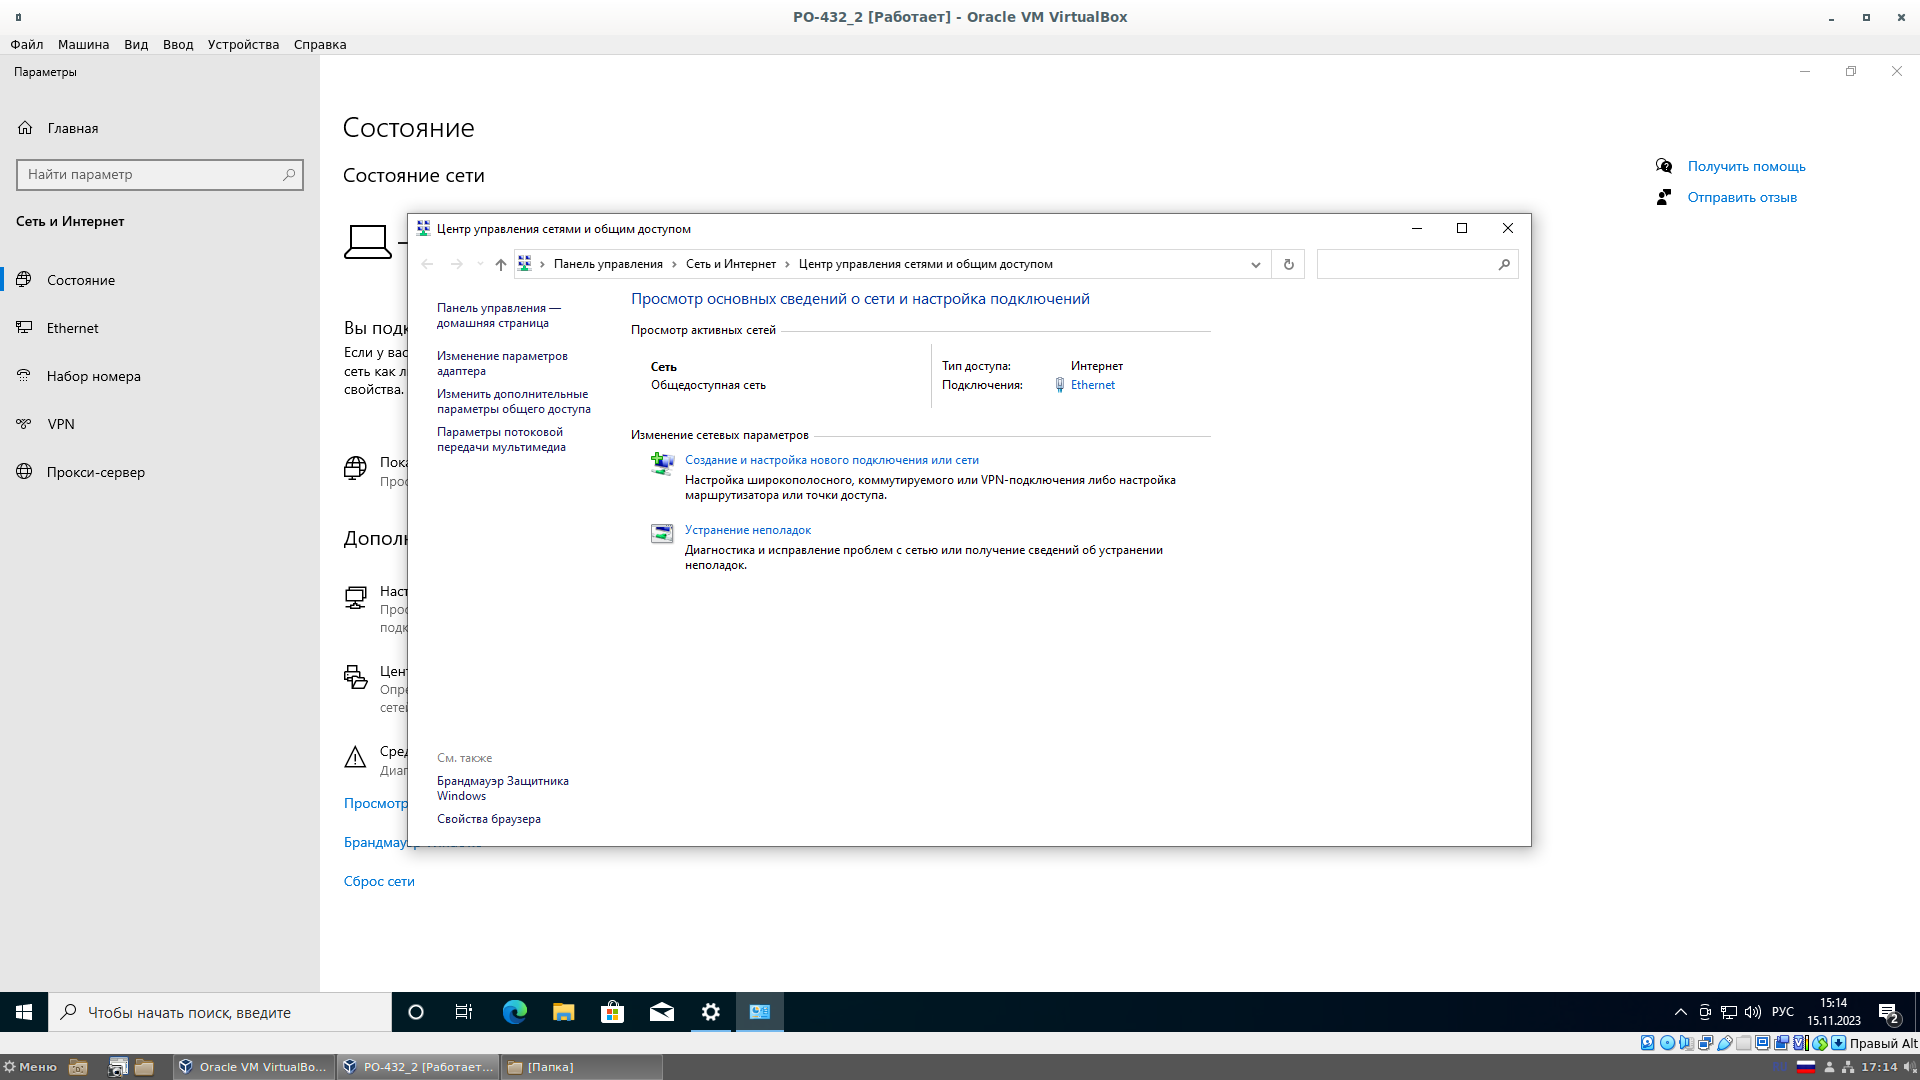 PO-432_2 [Работает] - Oracle VM VirtualBox
Файл Машина Вид Ввод Устройства Справка
Параметры
Главная
Найти параметр
Сеть и Интернет
Состояние
Ethernet
Набор номера
VPN
Прокси-сервер
Состояние
Состояние сети
Вы под
Если у вас
сеть как
свойства.
Пока
Прос
Дополн
Наст
Прос
подк
Цент
Опре
сетей
Сред
Диаг
Просмотр
Брандмауэр
Сброс сети
Получить помощь
Отправить отзыв
Центр управления сетями и общим доступом
Панель управления Сеть и Интернет Центр управления сетями и общим доступом
Панель управления —
домашняя страница
Изменение параметров
адаптера
Изменить дополнительные
параметры общего доступа
Параметры потоковой
передачи мультимедиа
См. также
Брандмауэр Защитника
Windows
Свойства браузера
Просмотр основных сведений о сети и настройка подключений
Просмотр активных сетей
Сеть
Общедоступная сеть
Тип доступа: Интернет
Подключения: Ethernet
Изменение сетевых параметров
Создание и настройка нового подключения или сети
Настройка широкополосного, коммутируемого или VPN-подключения либо настройка
маршрутизатора или точки доступа.
Устранение неполадок
Диагностика и исправление проблем с сетью или получение сведений об устранении
неполадок.
Чтобы начать поиск, введите
РУС
15:14
15.11.2023
2
Правый Alt
Меню
Oracle VM VirtualBo...
PO-432_2 [Работает...
[Папка]
17:14